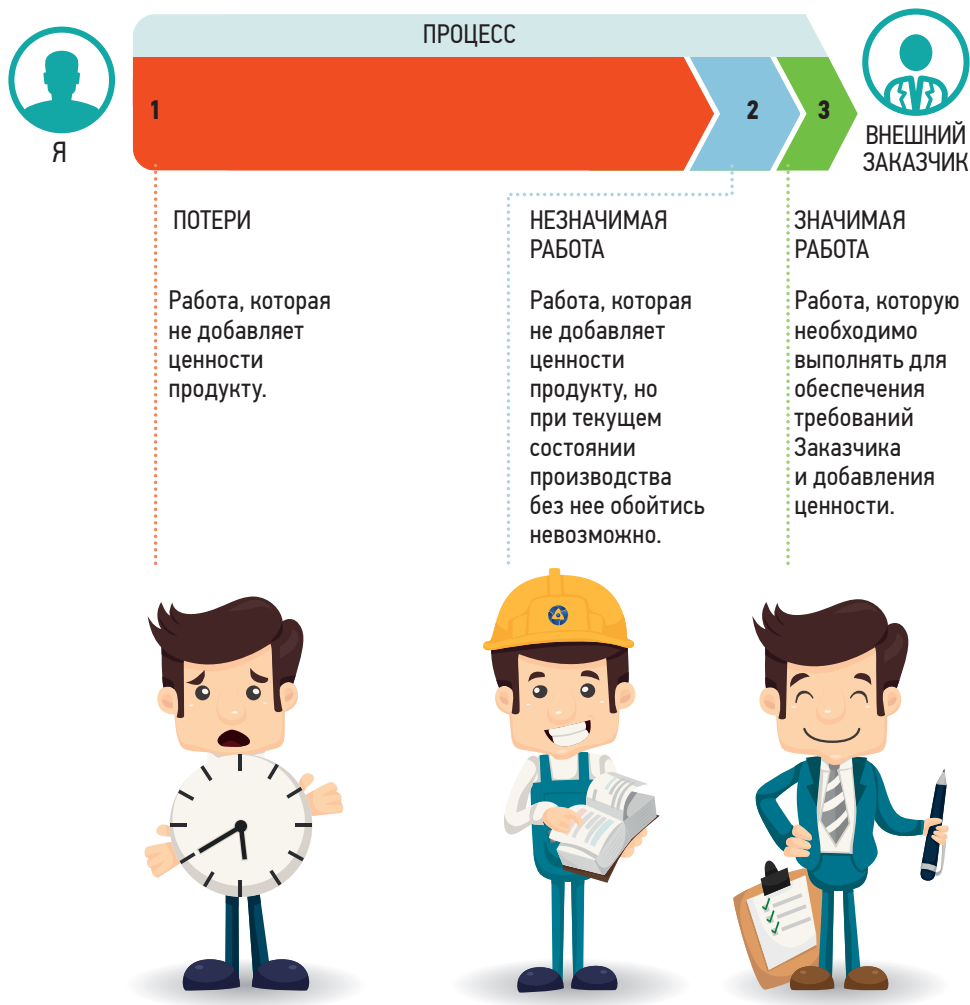 ПРОЦЕСС
1
2
3
Я
ВНЕШНИЙ
ЗАКАЗЧИК
ПОТЕРИ
Работа, которая
не добавляет
ценности
продукту.
НЕЗНАЧИМАЯ
РАБОТА
Работа, которая
не добавляет
ценности
продукту, но
при текущем
состоянии
производства
без нее обойтись
невозможно.
ЗНАЧИМАЯ
РАБОТА
Работа, которую
необходимо
выполнять для
обеспечения
требований
Заказчика
и добавления
ценности.